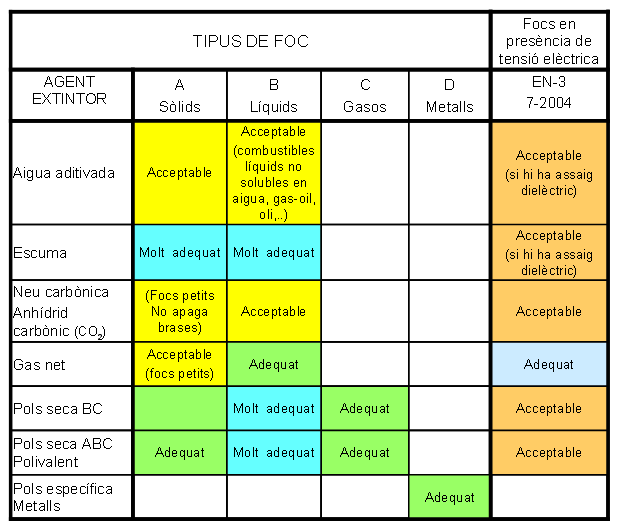 TIPUS DE FOC
Focs en
presència de
tensió elèctrica
AGENT
EXTINTOR
A
Sòlids
B
Líquids
C
Gasos
D
Metalls
EN-3
7-2004
Aigua aditivada
Acceptable
Acceptable
(combustibles
líquids no
solubles en
aigua, gas-oil,
oli,..)
Acceptable
(si hi ha assaig
dielèctric)
Escuma
Molt adequat
Molt adequat
Acceptable
(si hi ha assaig
dielèctric)
Neu carbònica
Anhídrid
carbònic (CO2)
(Focs petits
No apaga
brases)
Acceptable
Acceptable
Gas net
Acceptable
(focs petits)
Adequat
Adequat
Pols seca BC
Molt adequat
Adequat
Acceptable
Pols seca ABC
Polivalent
Adequat
Molt adequat
Adequat
Acceptable
Pols específica
Metalls
Adequat